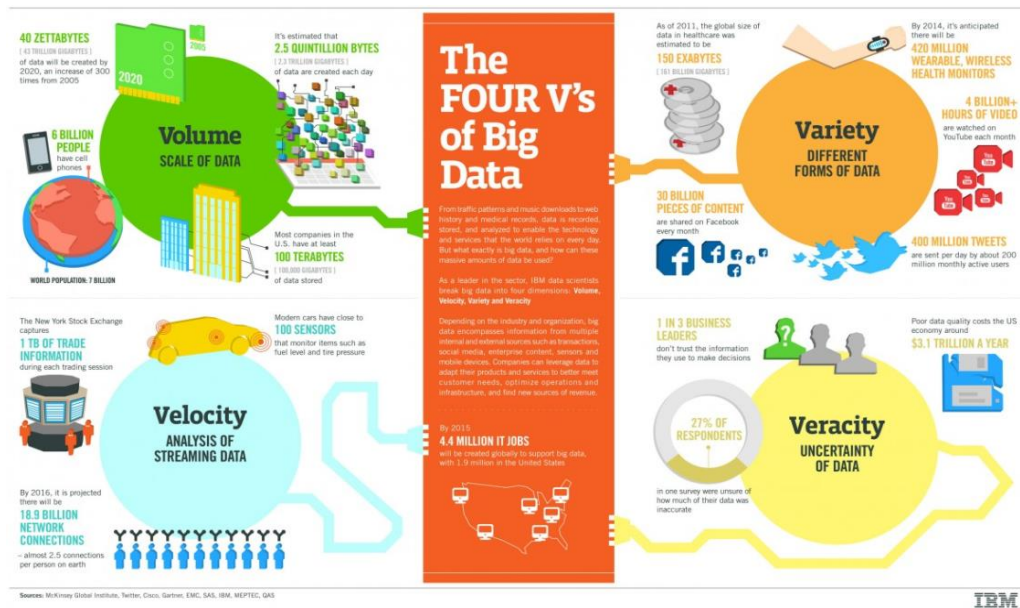 40 ZETTABYTES
[ 43 TRILLION GIGABYTES ]
of data will be created by
2020, an increase of 300
times from 2005
2005
2020
It's estimated that
2.5 QUINTILLION BYTES
[ 2.3 TRILLION GIGABYTES ]
of data are created each day
6 BILLION
PEOPLE
have cell
phones
Volume
SCALE OF DATA
WORLD POPULATION: 7 BILLION
Most companies in the
U.S. have at least
100 TERABYTES
[ 100,000 GIGABYTES ]
of data stored
The New York Stock Exchange
captures
1 TB OF TRADE
INFORMATION
during each trading session
Modern cars have close to
100 SENSORS
that monitor items such as
fuel level and tire pressure
Velocity
ANALYSIS OF
STREAMING DATA
By 2016, it is projected
there will be
18.9 BILLION
NETWORK
CONNECTIONS
– almost 2.5 connections
per person on earth
The
FOUR V's
of Big
Data
From traffic patterns and music downloads to web
history and medical records, data is recorded,
stored, and analyzed to enable the technology
and services that the world relies on every day.
But what exactly is big data, and how can these
massive amounts of data be used?
As a leader in the sector, IBM data scientists
break big data into four dimensions: Volume,
Velocity, Variety and Veracity
Depending on the industry and organization, big
data encompasses information from multiple
internal and external sources such as transactions,
social media, enterprise content, sensors and
mobile devices. Companies can leverage data to
adapt their products and services to better meet
customer needs, optimize operations and
infrastructure, and find new sources of revenue.
By 2015
4.4 MILLION IT JOBS
will be created globally to support big data,
with 1.9 million in the United States
As of 2011, the global size of
data in healthcare was
estimated to be
150 EXABYTES
[ 161 BILLION GIGABYTES ]
By 2014, it's anticipated
there will be
420 MILLION
WEARABLE, WIRELESS
HEALTH MONITORS
4 BILLION+
HOURS OF VIDEO
are watched on
YouTube each month
You
Tube
You
Tube
You
Tube
You
Tube
Variety
DIFFERENT
FORMS OF DATA
30 BILLION
PIECES OF CONTENT
are shared on Facebook
every month
f
f
f
f
f
f
400 MILLION TWEETS
are sent per day by about 200
million monthly active users
1 IN 3 BUSINESS
LEADERS
don't trust the information
they use to make decisions
?
Poor data quality costs the US
economy around
$3.1 TRILLION A YEAR
27% OF
RESPONDENTS
in one survey were unsure of
how much of their data was
inaccurate
Veracity
UNCERTAINTY
OF DATA
Sources: McKinsey Global Institute, Twitter, Cisco, Gartner, EMC, SAS, IBM, MEPTEC, QAS
IBM